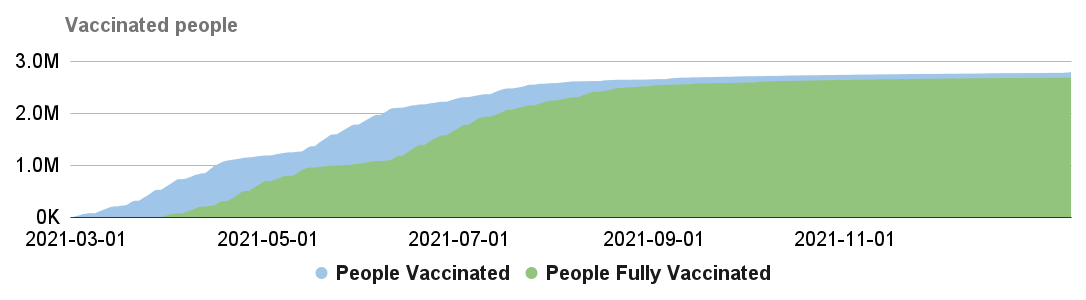 Vaccinated people
3.0M
2.0M
1.0M
0K
2021-03-01 2021-05-01 2021-07-01 2021-09-01 2021-11-01
People Vaccinated People Fully Vaccinated